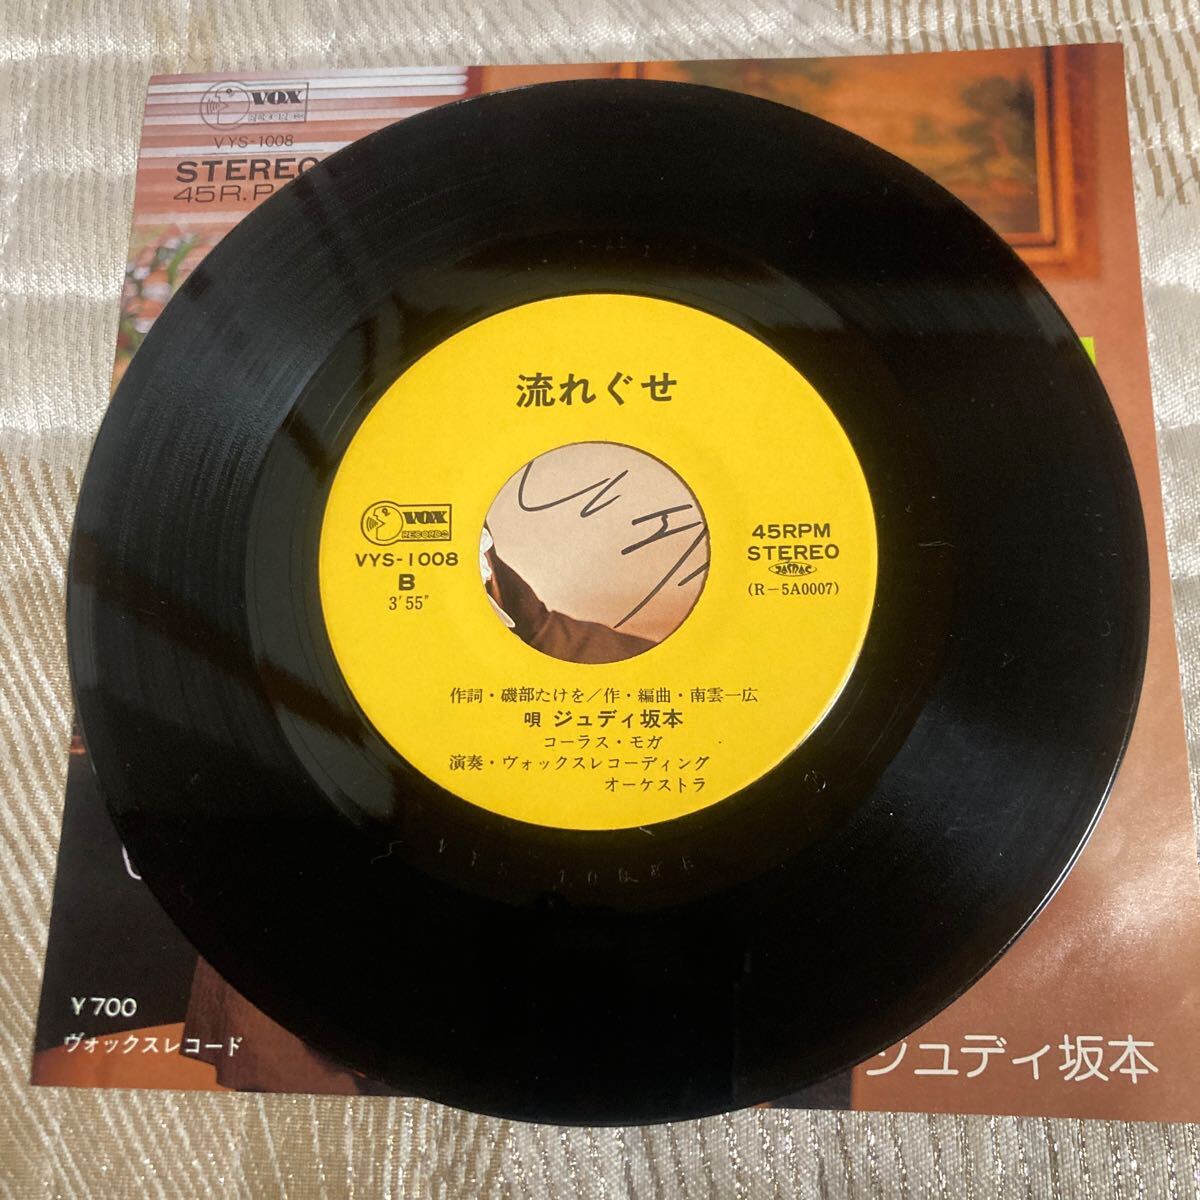 VOX
RECORDS
VYS-1008
STEREO
45R.P
流れぐせ
VOX
RECORDS
VYS-1008
B
3'55"
45RPM
STEREO
(R-5A0007)
作詞・磯部たけを/作・編曲・南雲一広
唄 ジュディ坂本
コーラス・モガ
演奏・ヴォックスレコーディング
オーケストラ
¥700
ヴォックスレコード
ジュディ坂本